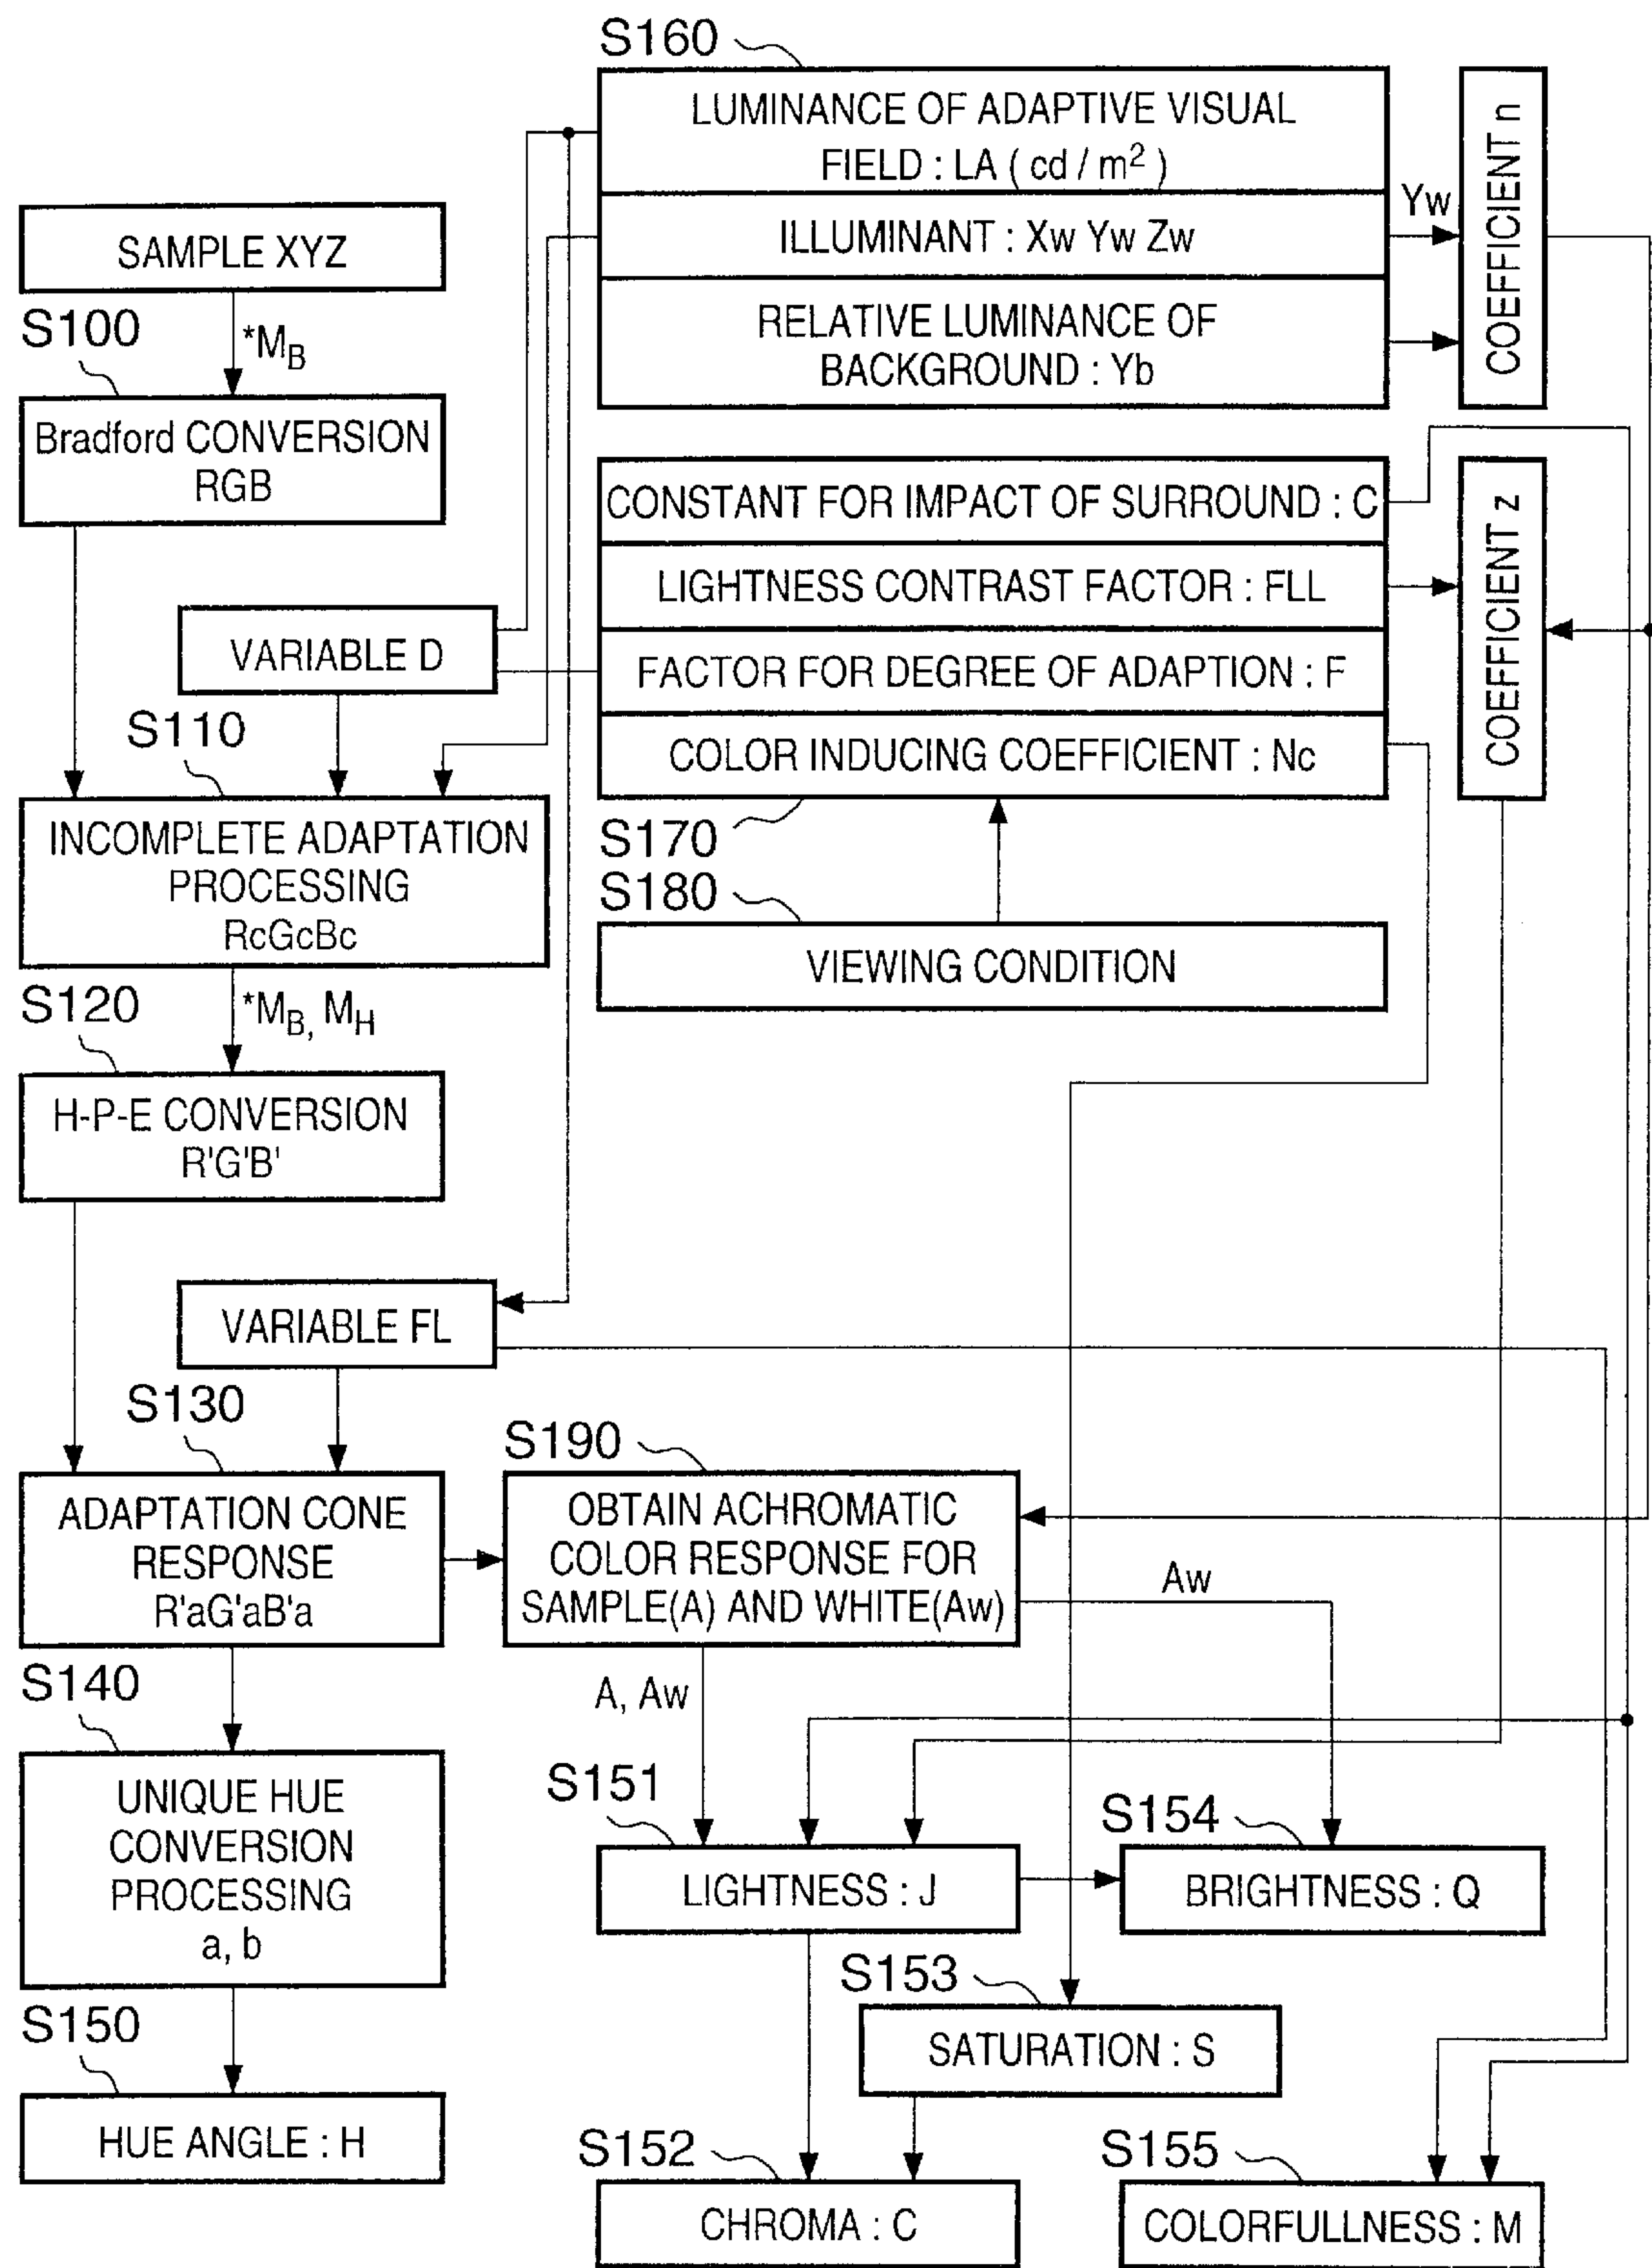 S160
LUMINANCE OF ADAPTIVE VISUAL
FIELD : LA ( cd / m² )
ILLUMINANT : Xw Yw Zw
RELATIVE LUMINANCE OF
BACKGROUND : Yb
Yw
COEFFICIENT n
SAMPLE XYZ
S100
*MB
Bradford CONVERSION
RGB
CONSTANT FOR IMPACT OF SURROUND : C
LIGHTNESS CONTRAST FACTOR : FLL
FACTOR FOR DEGREE OF ADAPTION : F
COLOR INDUCING COEFFICIENT : Nc
COEFFICIENT z
VARIABLE D
S110
INCOMPLETE ADAPTATION
PROCESSING
RcGcBc
S170
S180
VIEWING CONDITION
S120
*MB, MH
H-P-E CONVERSION
R'G'B'
VARIABLE FL
S130
ADAPTATION CONE
RESPONSE
R'aG'aB'a
S190
OBTAIN ACHROMATIC
COLOR RESPONSE FOR
SAMPLE(A) AND WHITE(Aw)
Aw
A, Aw
S140
UNIQUE HUE
CONVERSION
PROCESSING
a, b
S151
LIGHTNESS : J
S154
BRIGHTNESS : Q
S153
SATURATION : S
S150
HUE ANGLE : H
S152
CHROMA : C
S155
COLORFULLNESS : M